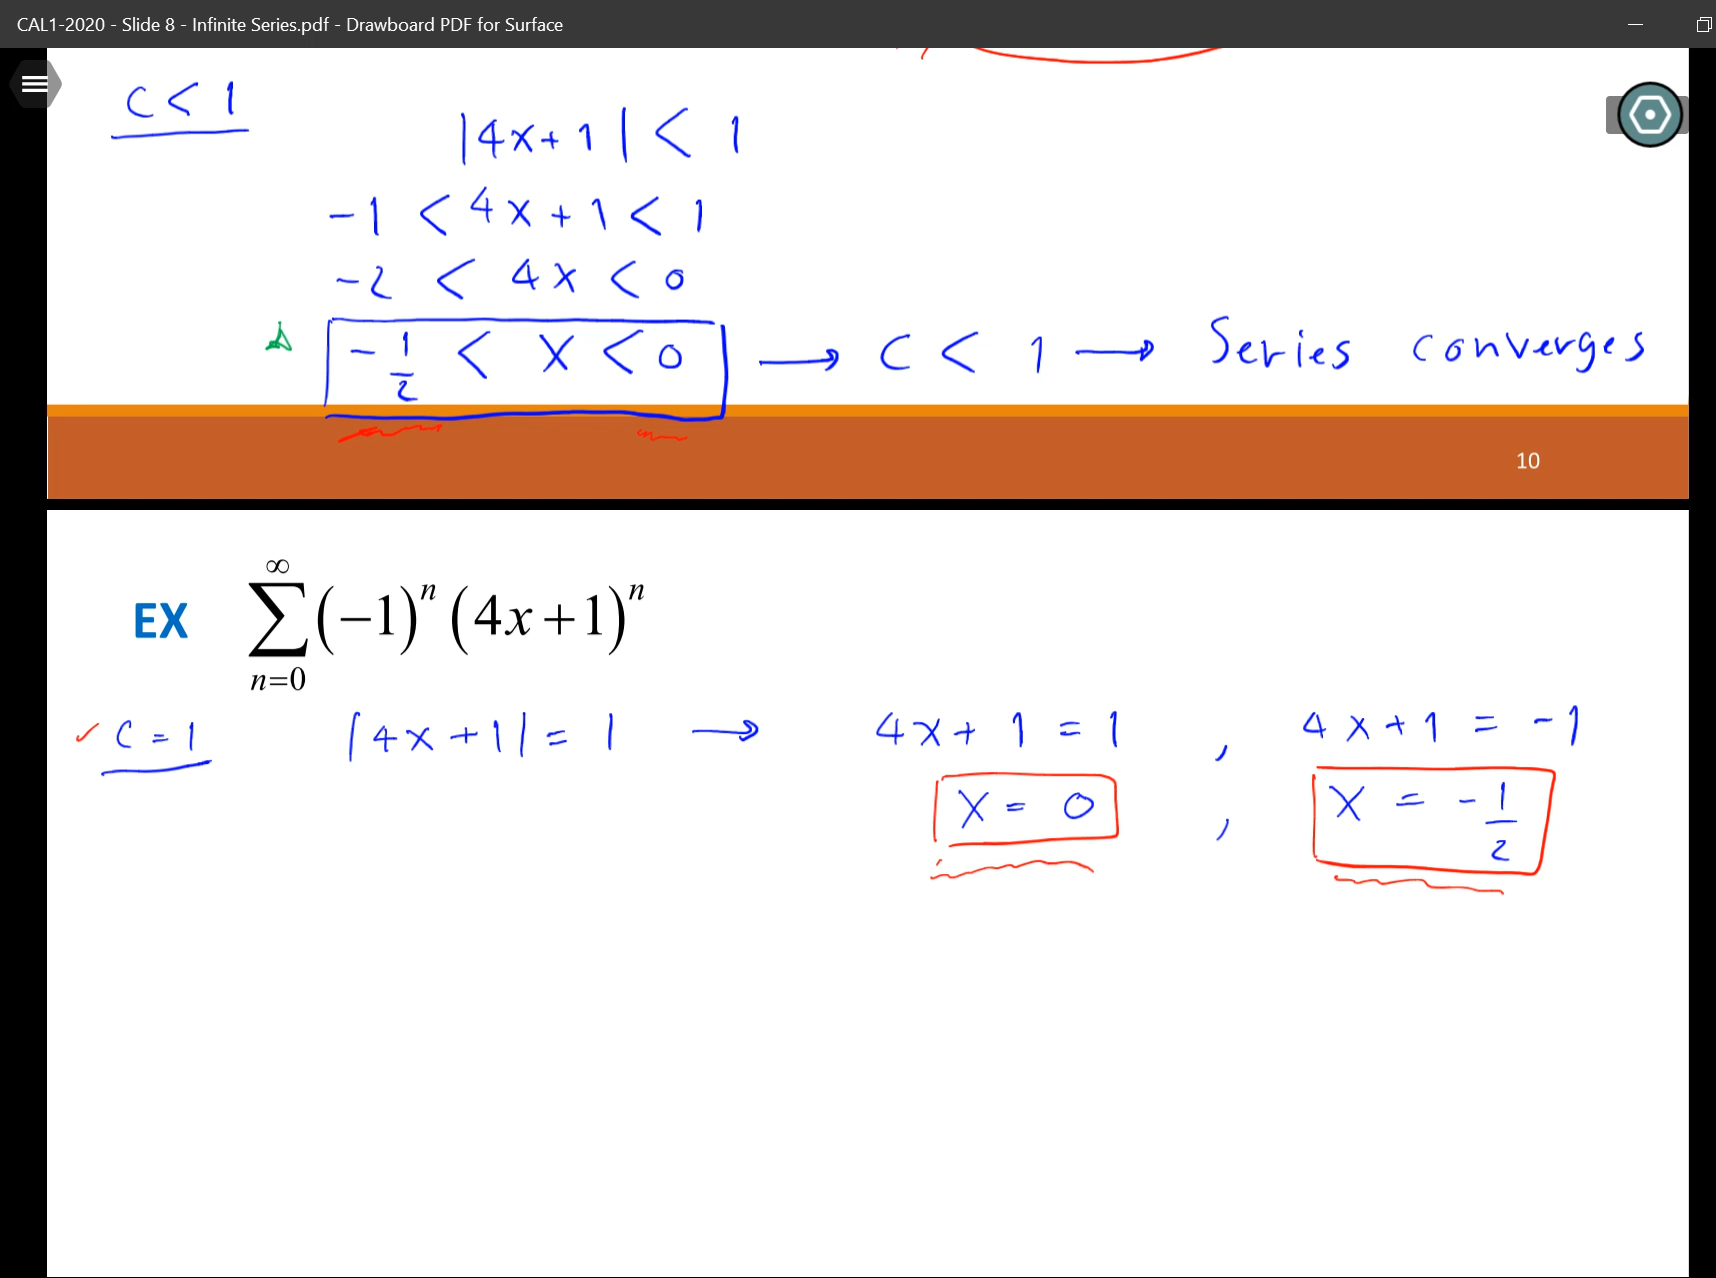 CAL1-2020 - Slide 8 - Infinite Series.pdf - Drawboard PDF for Surface
C < 1
|4x+1| < 1
-1 < 4x+1 < 1
-2 < 4x < 0
-1/2 < x < 0 → C < 1 → Series converges
10
EX ∑_{n=0}^{∞} (−1)^n (4x+1)^n
✓ C = 1 |4x+1| = 1 → 4x+1 = 1 , 4x+1 = -1
x = 0 , x = -1/2